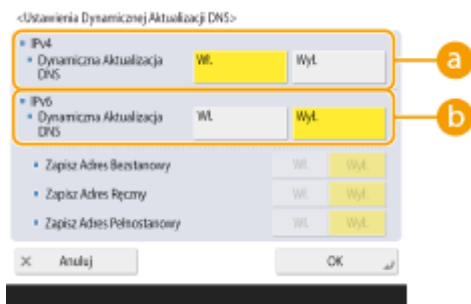 <Ustawienia Dynamicznej Aktualizacji DNS>
IPv4
Dynamiczna Aktualizacja DNS
Wł.
Wył.
a
IPv6
Dynamiczna Aktualizacja DNS
Wł.
Wył.
b
Zapisz Adres Bezstanowy
Wł.
Wył.
Zapisz Adres Ręczny
Wł.
Wył.
Zapisz Adres Pełnostanowy
Wł.
Wył.
× Anuluj
OK